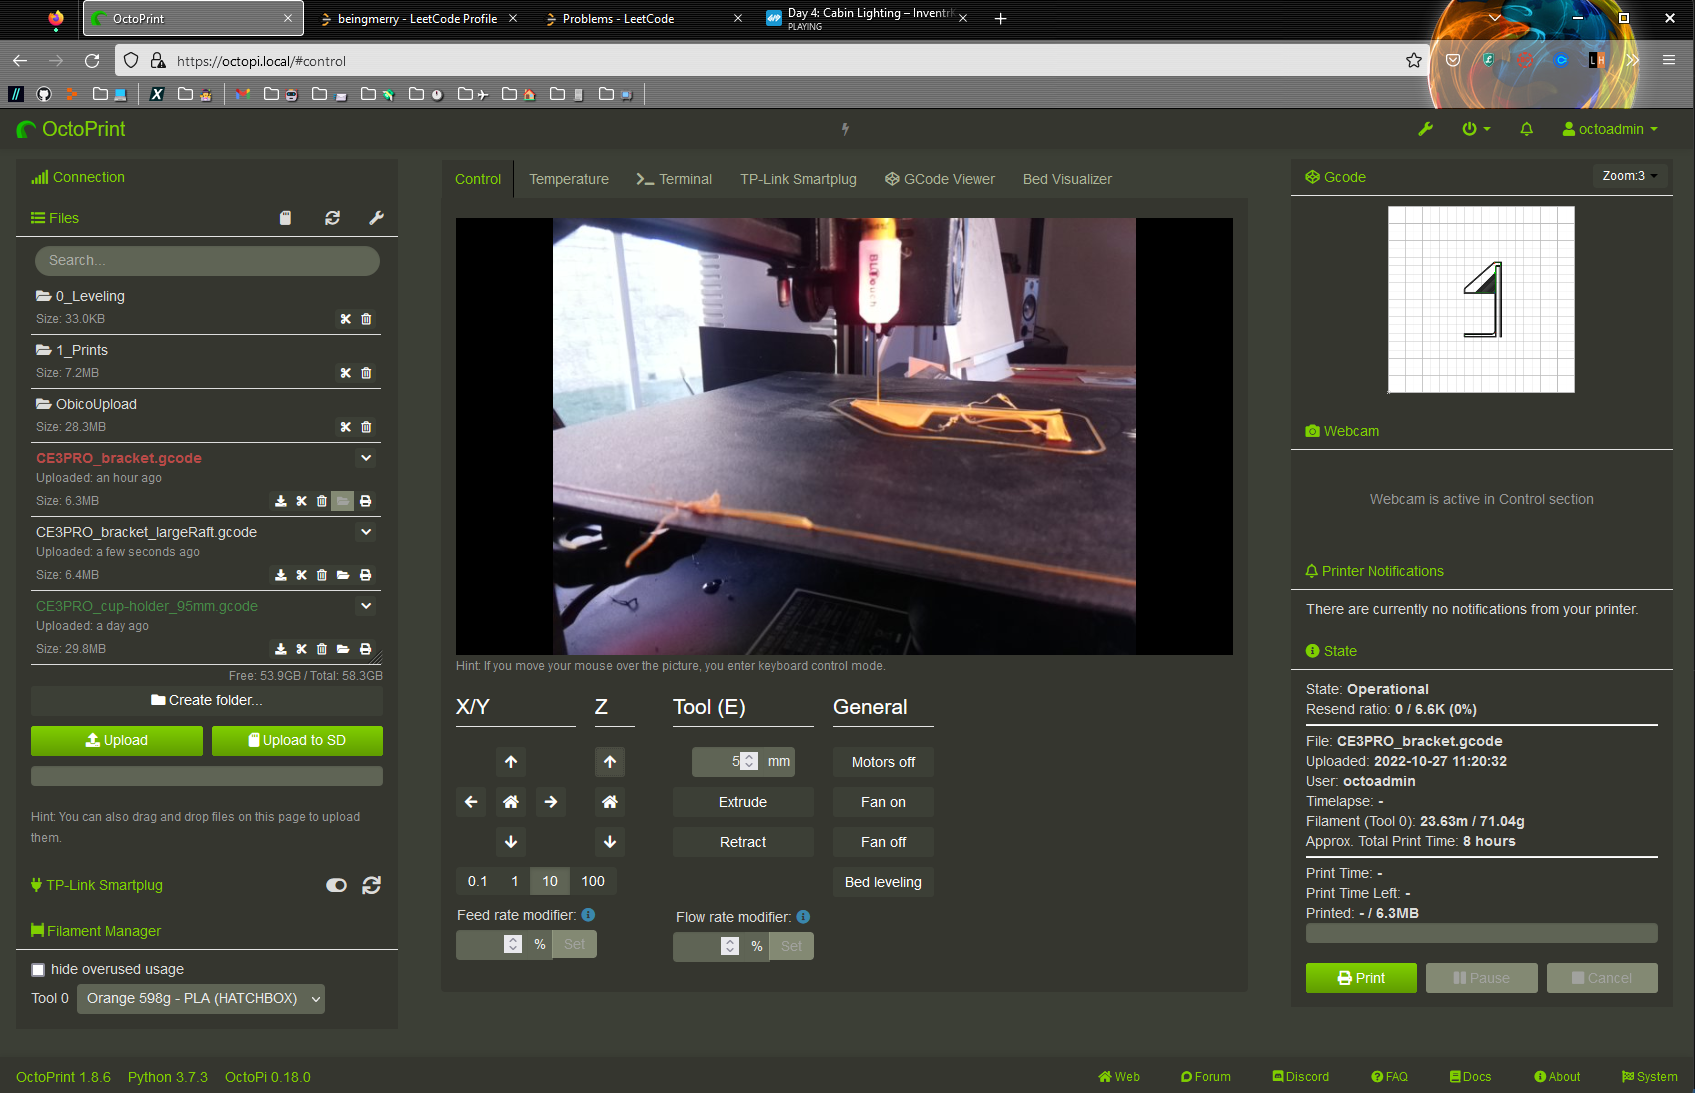 OctoPrint
beingmerry - LeetCode Profile
Problems - LeetCode
Day 4: Cabin Lighting – Inventr
PLAYING
https://octopi.local/#control
OctoPrint
octoadmin
Connection
Files
Search...
0_Leveling
Size: 33.0KB
1_Prints
Size: 7.2MB
ObicoUpload
Size: 28.3MB
CE3PRO_bracket.gcode
Uploaded: an hour ago
Size: 6.3MB
CE3PRO_bracket_largeRaft.gcode
Uploaded: a few seconds ago
Size: 6.4MB
CE3PRO_cup-holder_95mm.gcode
Uploaded: a day ago
Size: 29.8MB
Free: 53.9GB / Total: 58.3GB
Create folder...
Upload
Upload to SD
Hint: You can also drag and drop files on this page to upload
them.
TP-Link Smartplug
Filament Manager
hide overused usage
Tool 0
Orange 598g - PLA (HATCHBOX)
Control
Temperature
Terminal
TP-Link Smartplug
GCode Viewer
Bed Visualizer
BLTouch
Hint: If you move your mouse over the picture, you enter keyboard control mode.
X/Y
Z
Tool (E)
General
5 mm
Motors off
Extrude
Fan on
Retract
Fan off
0.1 1 10 100
Bed leveling
Feed rate modifier:
% Set
Flow rate modifier:
% Set
Gcode
Zoom:3
Webcam
Webcam is active in Control section
Printer Notifications
There are currently no notifications from your printer.
State
State: Operational
Resend ratio: 0 / 6.6K (0%)
File: CE3PRO_bracket.gcode
Uploaded: 2022-10-27 11:20:32
User: octoadmin
Timelapse: -
Filament (Tool 0): 23.63m / 71.04g
Approx. Total Print Time: 8 hours
Print Time: -
Print Time Left: -
Printed: - / 6.3MB
Print
Pause
Cancel
OctoPrint 1.8.6 Python 3.7.3 OctoPi 0.18.0
Web Forum Discord FAQ Docs About System